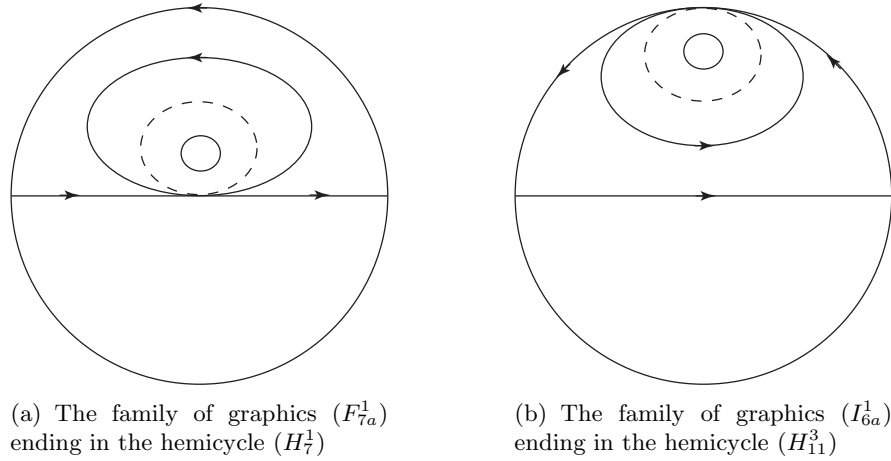 (a) The family of graphics (F^1_{7a})
ending in the hemicycle (H^1_7)
(b) The family of graphics (I^1_{6a})
ending in the hemicycle (H^3_{11})